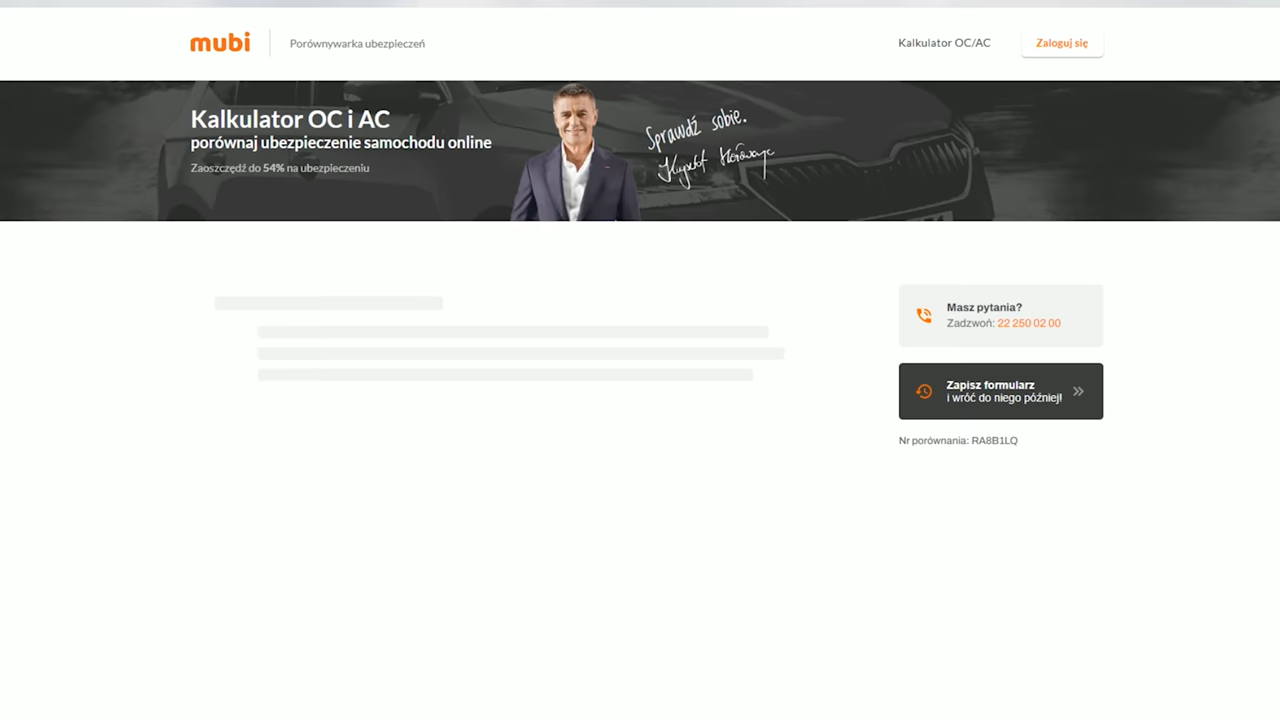 mubi
Porównywarka ubezpieczeń
Kalkulator OC/AC
Zaloguj się
Kalkulator OC i AC
porównaj ubezpieczenie samochodu online
Zaoszczędź do 54% na ubezpieczeniu
Sprawdź sobie.
Krzysztof Hołowczyc
Masz pytania?
Zadzwoń: 22 250 02 00
Zapisz formularz
i wróć do niego później!
Nr porównania: RA8B1LQ